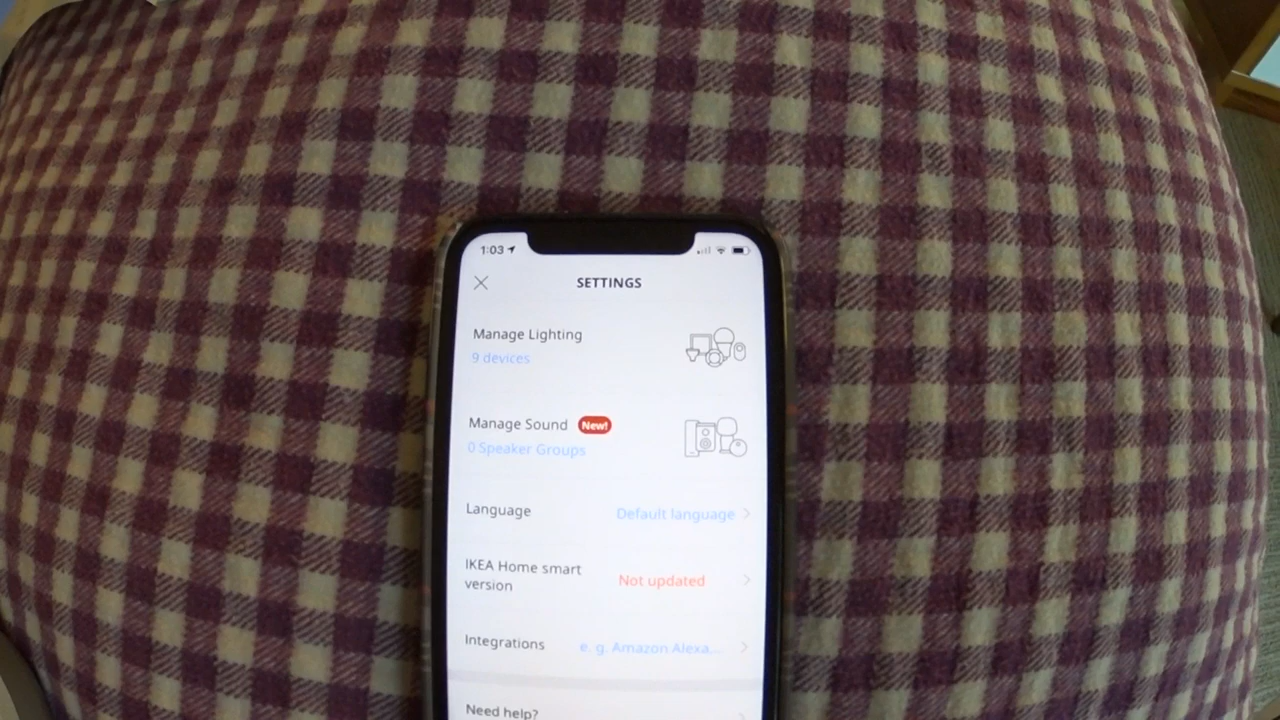 1:03
SETTINGS
Manage Lighting
9 devices
Manage Sound New!
0 Speaker Groups
Language Default language
IKEA Home smart
version Not updated
Integrations e. g. Amazon Alexa...
Need help?